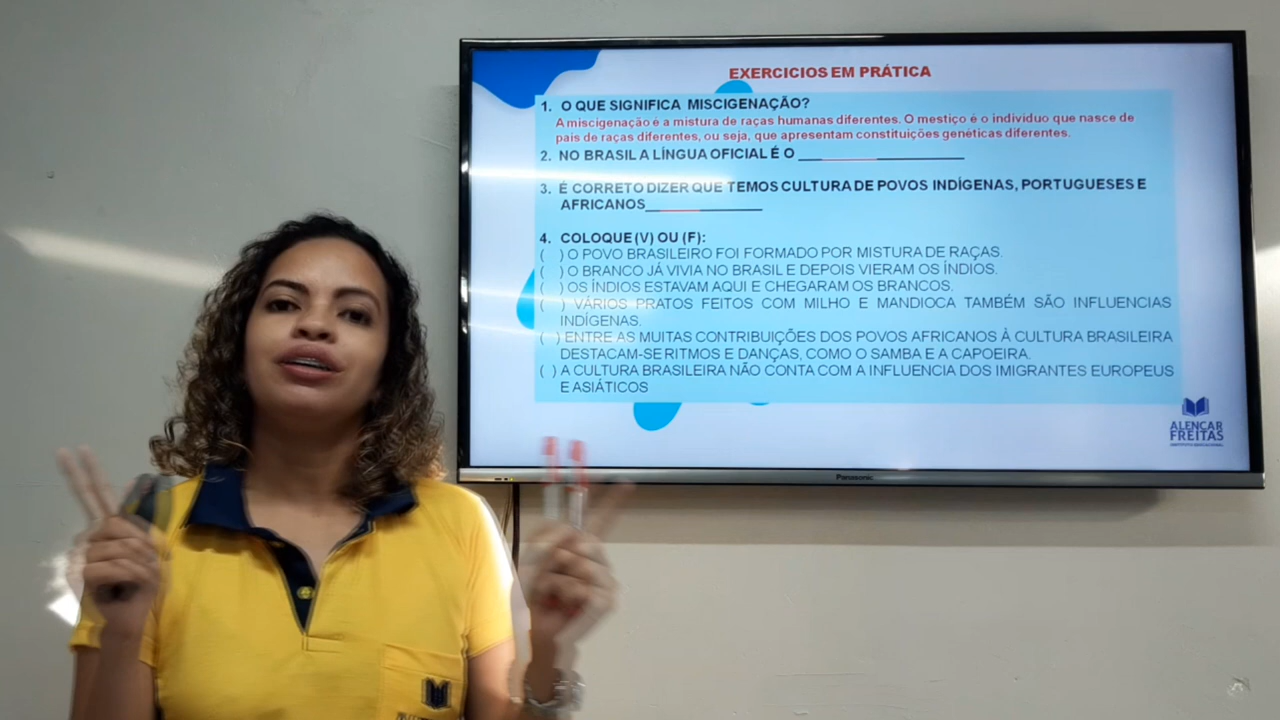 EXERCICIOS EM PRÁTICA
1. O QUE SIGNIFICA MISCIGENAÇÃO?
A miscigenação é a mistura de raças humanas diferentes. O mestiço é o individuo que nasce de
pais de raças diferentes, ou seja, que apresentam constituições genéticas diferentes.
2. NO BRASIL A LÍNGUA OFICIAL É O ____________________
3. É CORRETO DIZER QUE TEMOS CULTURA DE POVOS INDÍGENAS, PORTUGUESES E
AFRICANOS______________
4. COLOQUE (V) OU (F):
( ) O POVO BRASILEIRO FOI FORMADO POR MISTURA DE RAÇAS.
( ) O BRANCO JÁ VIVIA NO BRASIL E DEPOIS VIERAM OS ÍNDIOS.
( ) OS ÍNDIOS ESTAVAM AQUI E CHEGARAM OS BRANCOS.
( ) VÁRIOS PRATOS FEITOS COM MILHO E MANDIOCA TAMBÉM SÃO INFLUENCIAS
INDÍGENAS.
( ) ENTRE AS MUITAS CONTRIBUIÇÕES DOS POVOS AFRICANOS À CULTURA BRASILEIRA
DESTACAM-SE RITMOS E DANÇAS, COMO O SAMBA E A CAPOEIRA.
( ) A CULTURA BRASILEIRA NÃO CONTA COM A INFLUENCIA DOS IMIGRANTES EUROPEUS
E ASIÁTICOS
ALENCAR
FREITAS
Panasonic